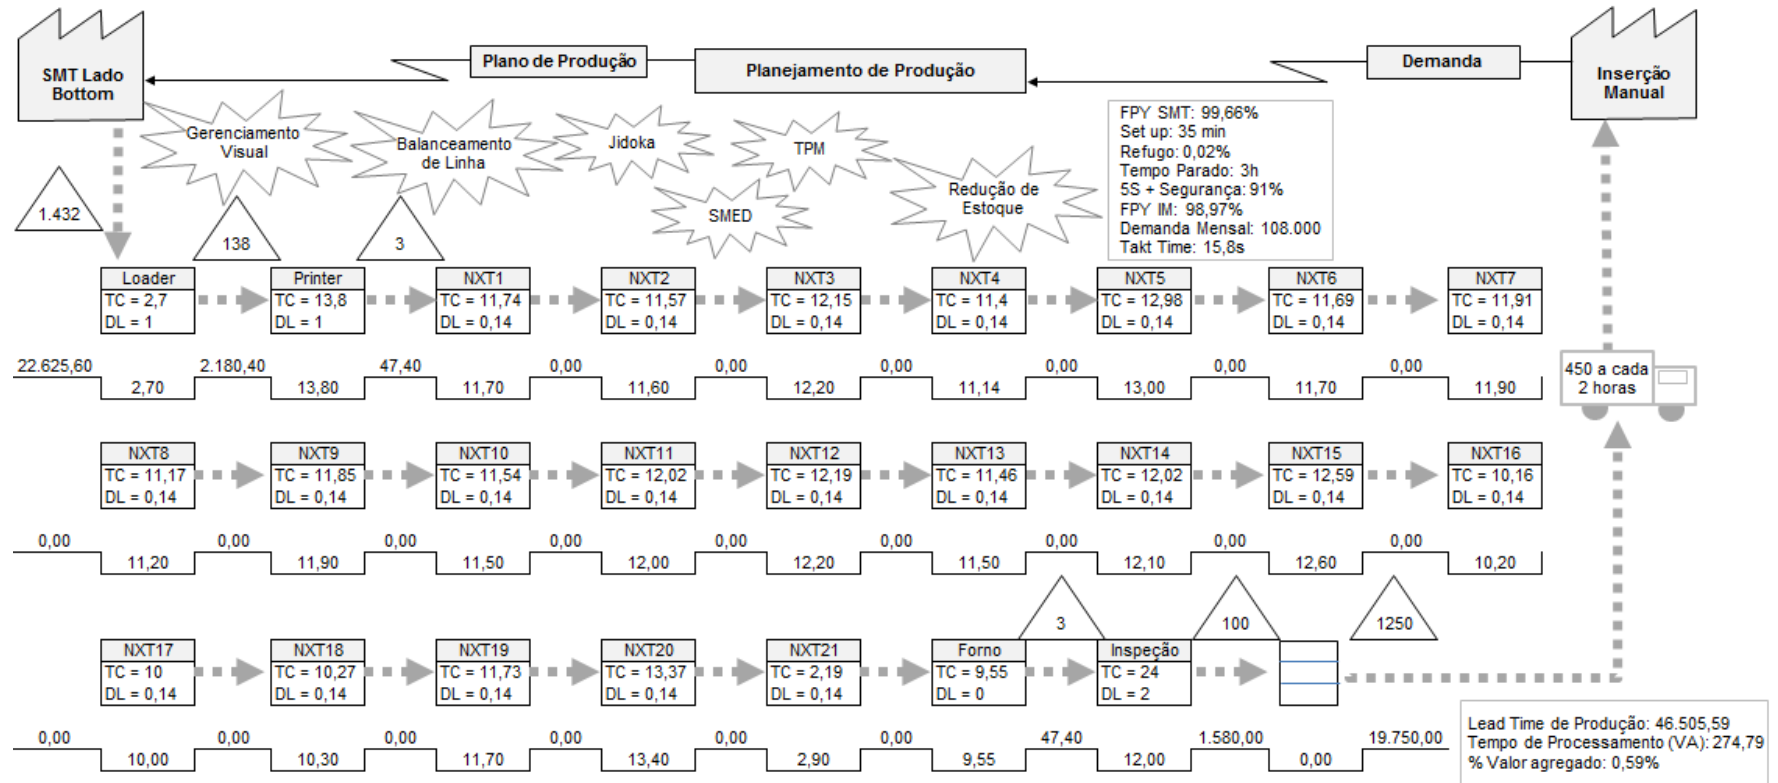 SMT Lado
Bottom
Plano de Produção
Planejamento de Produção
Demanda
Inserção
Manual
Gerenciamento
Visual
Balanceamento
de Linha
Jidoka
TPM
SMED
Redução de
Estoque
FPY SMT: 99,66%
Set up: 35 min
Refugo: 0,02%
Tempo Parado: 3h
5S + Segurança: 91%
FPY IM: 98,97%
Demanda Mensal: 108.000
Takt Time: 15,8s
1.432
138
3
Loader
TC = 2,7
DL = 1
Printer
TC = 13,8
DL = 1
NXT1
TC = 11,74
DL = 0,14
NXT2
TC = 11,57
DL = 0,14
NXT3
TC = 12,15
DL = 0,14
NXT4
TC = 11,4
DL = 0,14
NXT5
TC = 12,98
DL = 0,14
NXT6
TC = 11,69
DL = 0,14
NXT7
TC = 11,91
DL = 0,14
22.625,60 2.180,40 47,40 0,00 0,00 0,00 0,00 0,00 0,00
2,70 13,80 11,70 11,60 12,20 11,14 13,00 11,70 11,90
450 a cada
2 horas
NXT8
TC = 11,17
DL = 0,14
NXT9
TC = 11,85
DL = 0,14
NXT10
TC = 11,54
DL = 0,14
NXT11
TC = 12,02
DL = 0,14
NXT12
TC = 12,19
DL = 0,14
NXT13
TC = 11,46
DL = 0,14
NXT14
TC = 12,02
DL = 0,14
NXT15
TC = 12,59
DL = 0,14
NXT16
TC = 10,16
DL = 0,14
0,00 0,00 0,00 0,00 0,00 0,00 0,00 0,00 0,00
11,20 11,90 11,50 12,00 12,20 11,50 12,10 12,60 10,20
3
100
1250
NXT17
TC = 10
DL = 0,14
NXT18
TC = 10,27
DL = 0,14
NXT19
TC = 11,73
DL = 0,14
NXT20
TC = 13,37
DL = 0,14
NXT21
TC = 2,19
DL = 0,14
Forno
TC = 9,55
DL = 0
Inspeção
TC = 24
DL = 2
0,00 0,00 0,00 0,00 0,00 0,00 47,40 1.580,00 19.750,00
10,00 10,30 11,70 13,40 2,90 9,55 12,00 0,00
Lead Time de Produção: 46.505,59
Tempo de Processamento (VA): 274,79
% Valor agregado: 0,59%